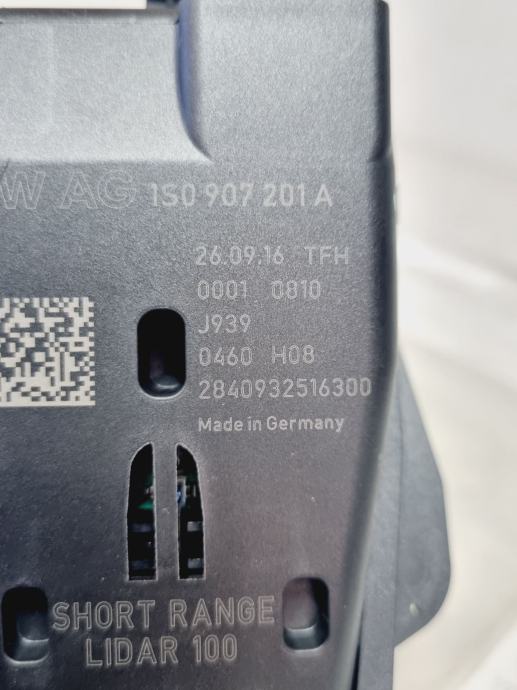 W AG 1S0 907 201 A
26.09.16 TFH
0001 0810
J939
0460 H08
2840932516300
Made in Germany
SHORT RANGE
LIDAR 100